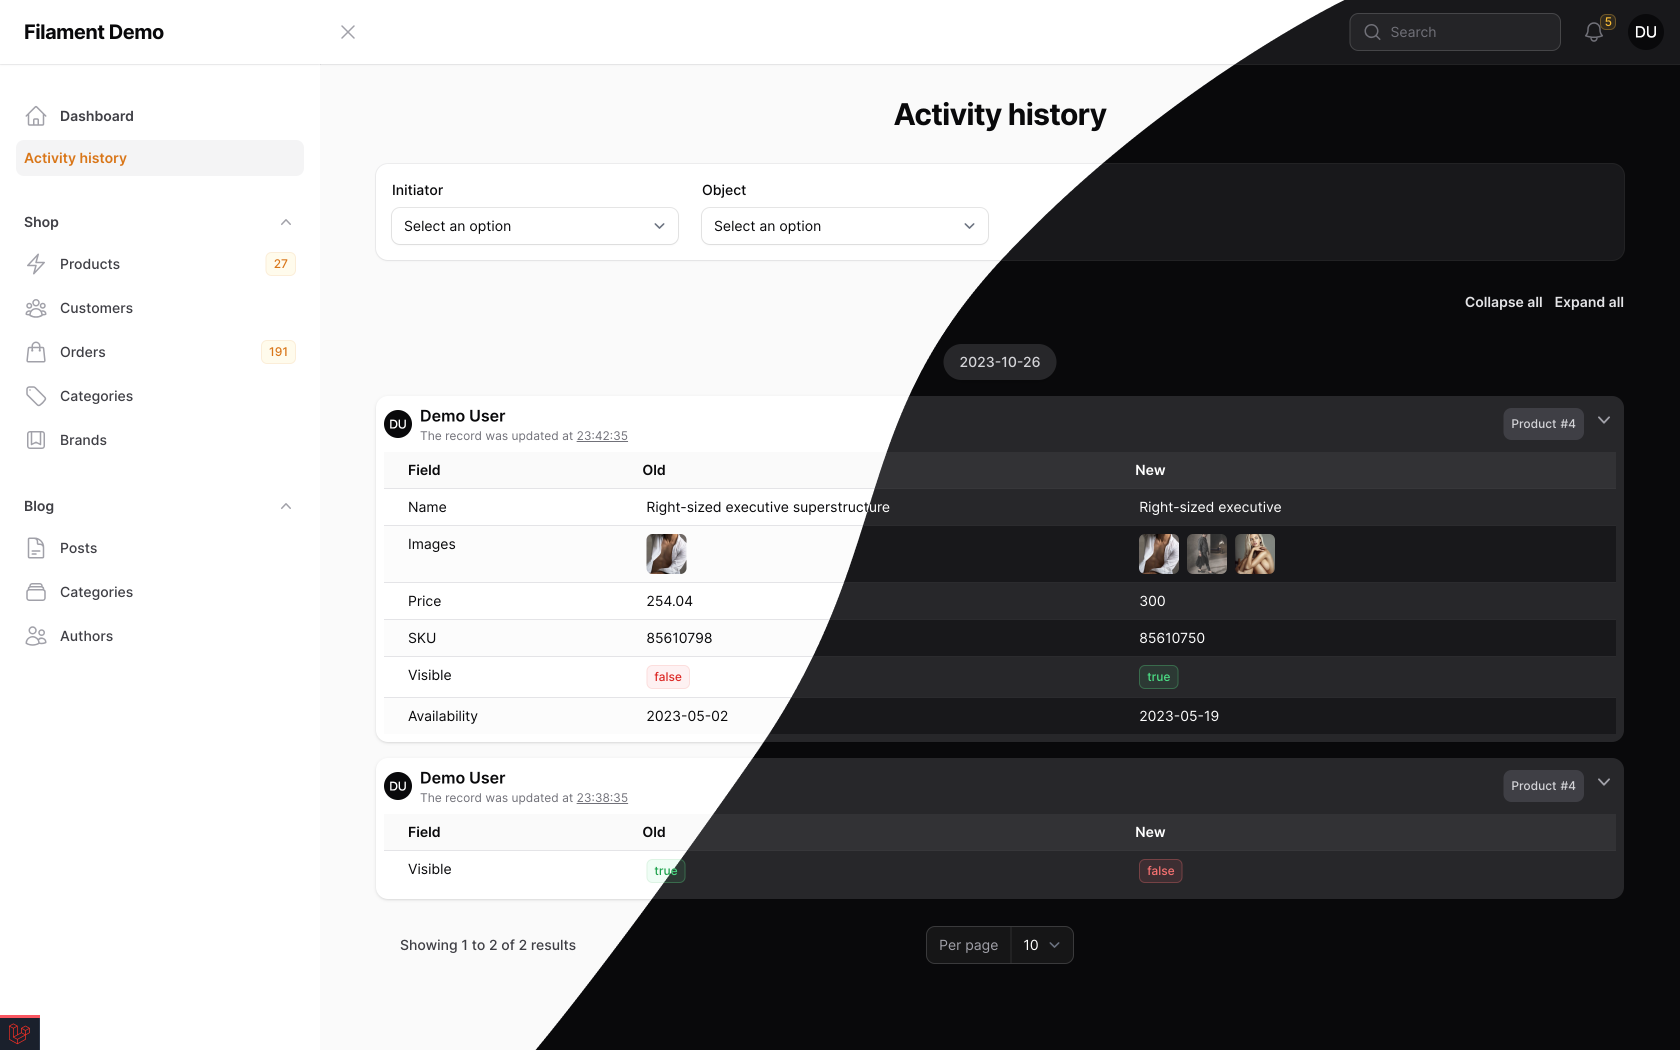 Filament Demo
Search
5
DU
Dashboard
Activity history
Shop
Products 27
Customers
Orders 191
Categories
Brands
Blog
Posts
Categories
Authors
Activity history
Initiator Object
Select an option Select an option
Collapse all Expand all
2023-10-26
DU Demo User Product #4
The record was updated at 23:42:35
Field Old New
Name Right-sized executive superstructure Right-sized executive
Images
Price 254.04 300
SKU 85610798 85610750
Visible false true
Availability 2023-05-02 2023-05-19
DU Demo User Product #4
The record was updated at 23:38:35
Field Old New
Visible true false
Showing 1 to 2 of 2 results Per page 10